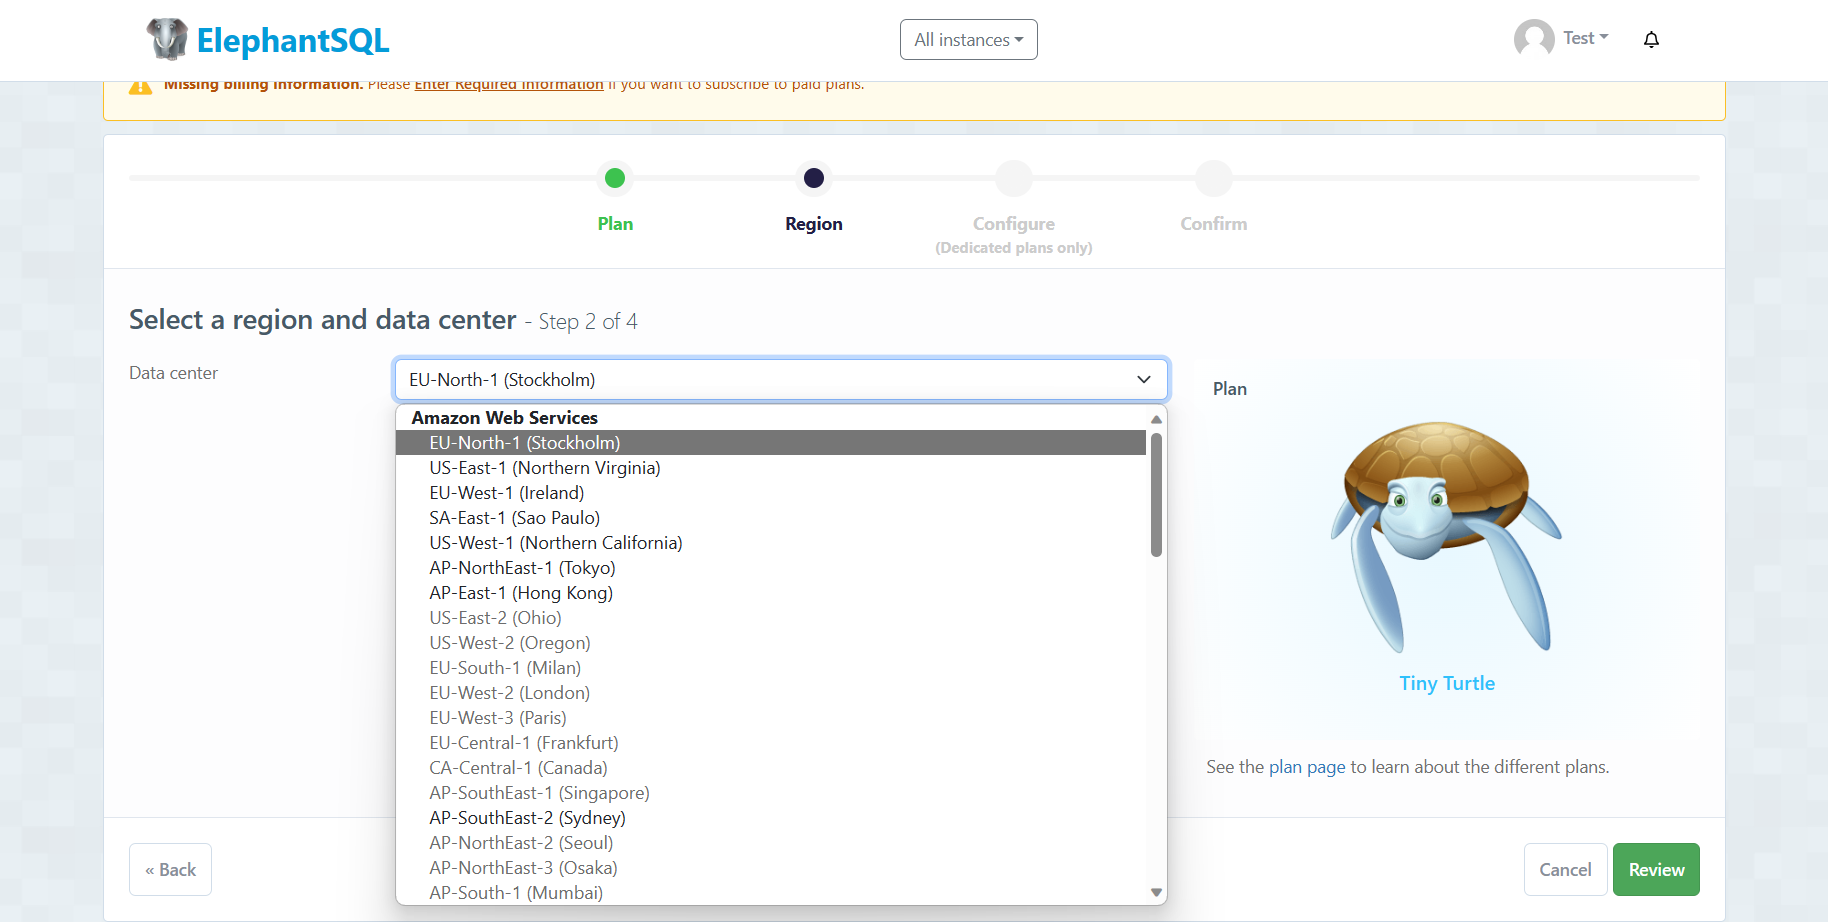 ElephantSQL
All instances
Test
Missing billing information. Please Enter Required Information if you want to subscribe to paid plans.
Plan
Region
Configure
(Dedicated plans only)
Confirm
Select a region and data center - Step 2 of 4
Data center
EU-North-1 (Stockholm)
Amazon Web Services
EU-North-1 (Stockholm)
US-East-1 (Northern Virginia)
EU-West-1 (Ireland)
SA-East-1 (Sao Paulo)
US-West-1 (Northern California)
AP-NorthEast-1 (Tokyo)
AP-East-1 (Hong Kong)
US-East-2 (Ohio)
US-West-2 (Oregon)
EU-South-1 (Milan)
EU-West-2 (London)
EU-West-3 (Paris)
EU-Central-1 (Frankfurt)
CA-Central-1 (Canada)
AP-SouthEast-1 (Singapore)
AP-SouthEast-2 (Sydney)
AP-NorthEast-2 (Seoul)
AP-NorthEast-3 (Osaka)
AP-South-1 (Mumbai)
Plan
Tiny Turtle
See the plan page to learn about the different plans.
« Back
Cancel
Review